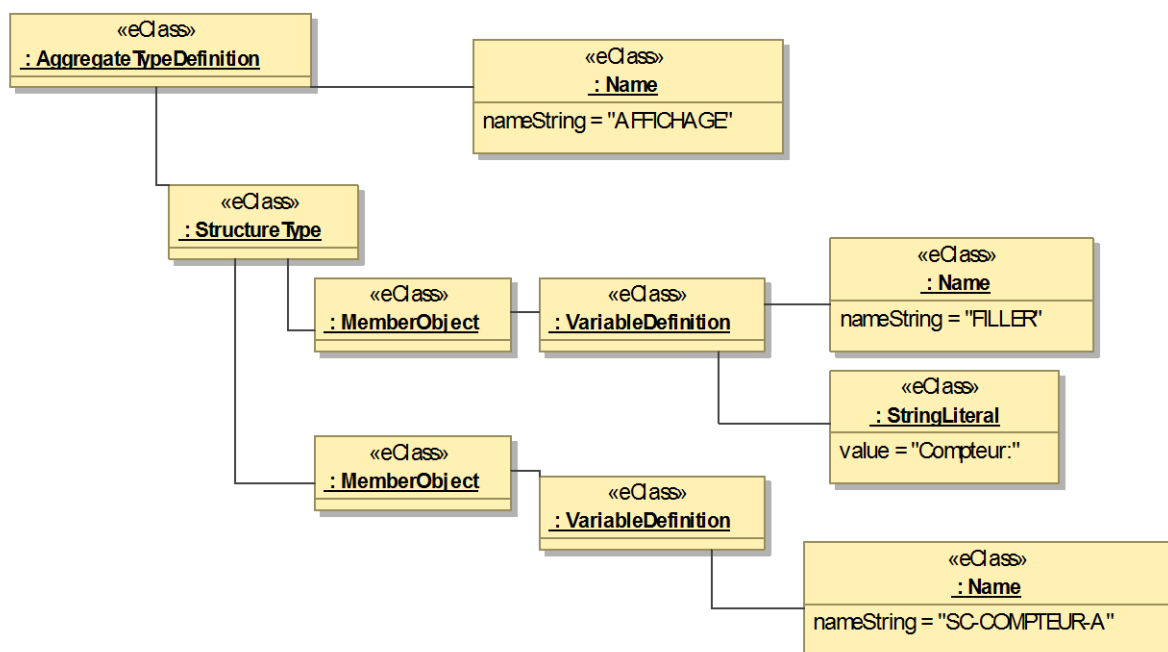 «eClass»
: AggregateTypeDefinition
«eClass»
: Name
nameString = "AFFICHAGE"
«eClass»
: StructureType
«eClass»
: MemberObject
«eClass»
: VariableDefinition
«eClass»
: Name
nameString = "FILLER"
«eClass»
: StringLiteral
value = "Compteur:"
«eClass»
: MemberObject
«eClass»
: VariableDefinition
«eClass»
: Name
nameString = "SC-COMPTEUR-A"